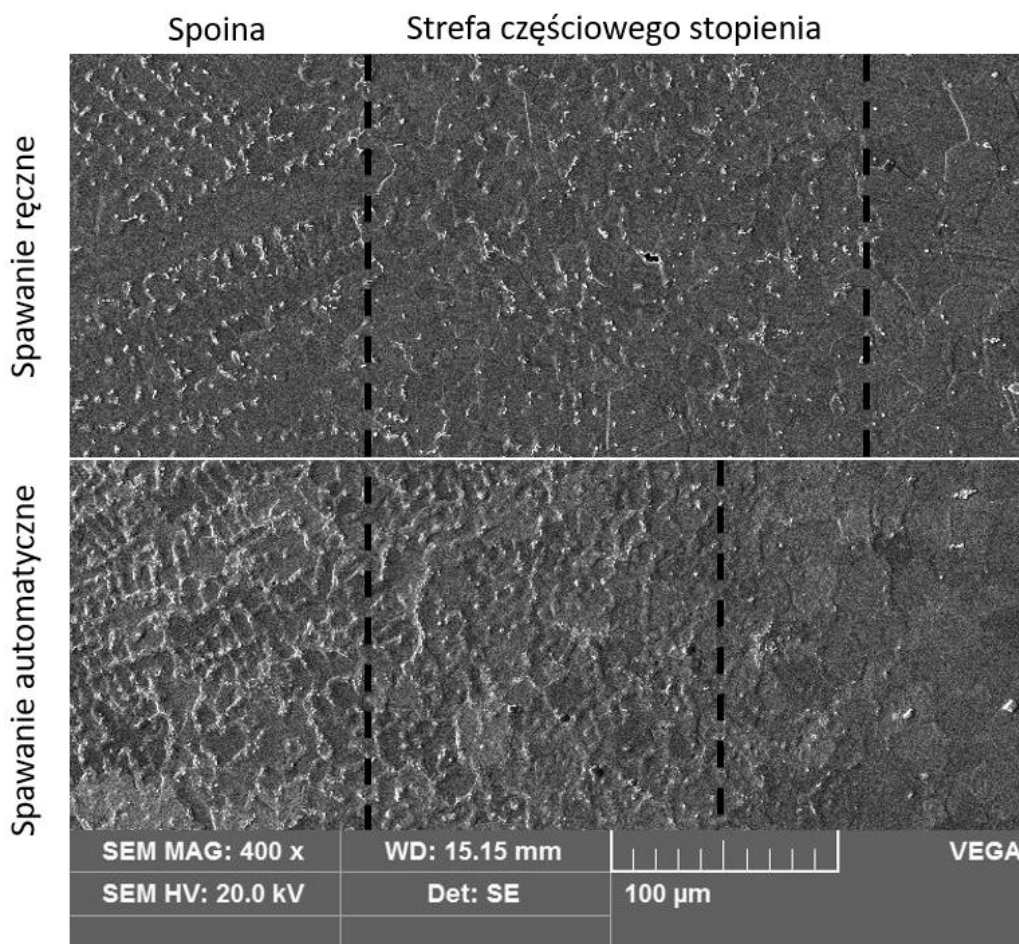 Spoina
Strefa częściowego stopienia
Spawanie ręczne
Spawanie automatyczne
SEM MAG: 400 x
WD: 15.15 mm
VEGA
SEM HV: 20.0 kV
Det: SE
100 µm